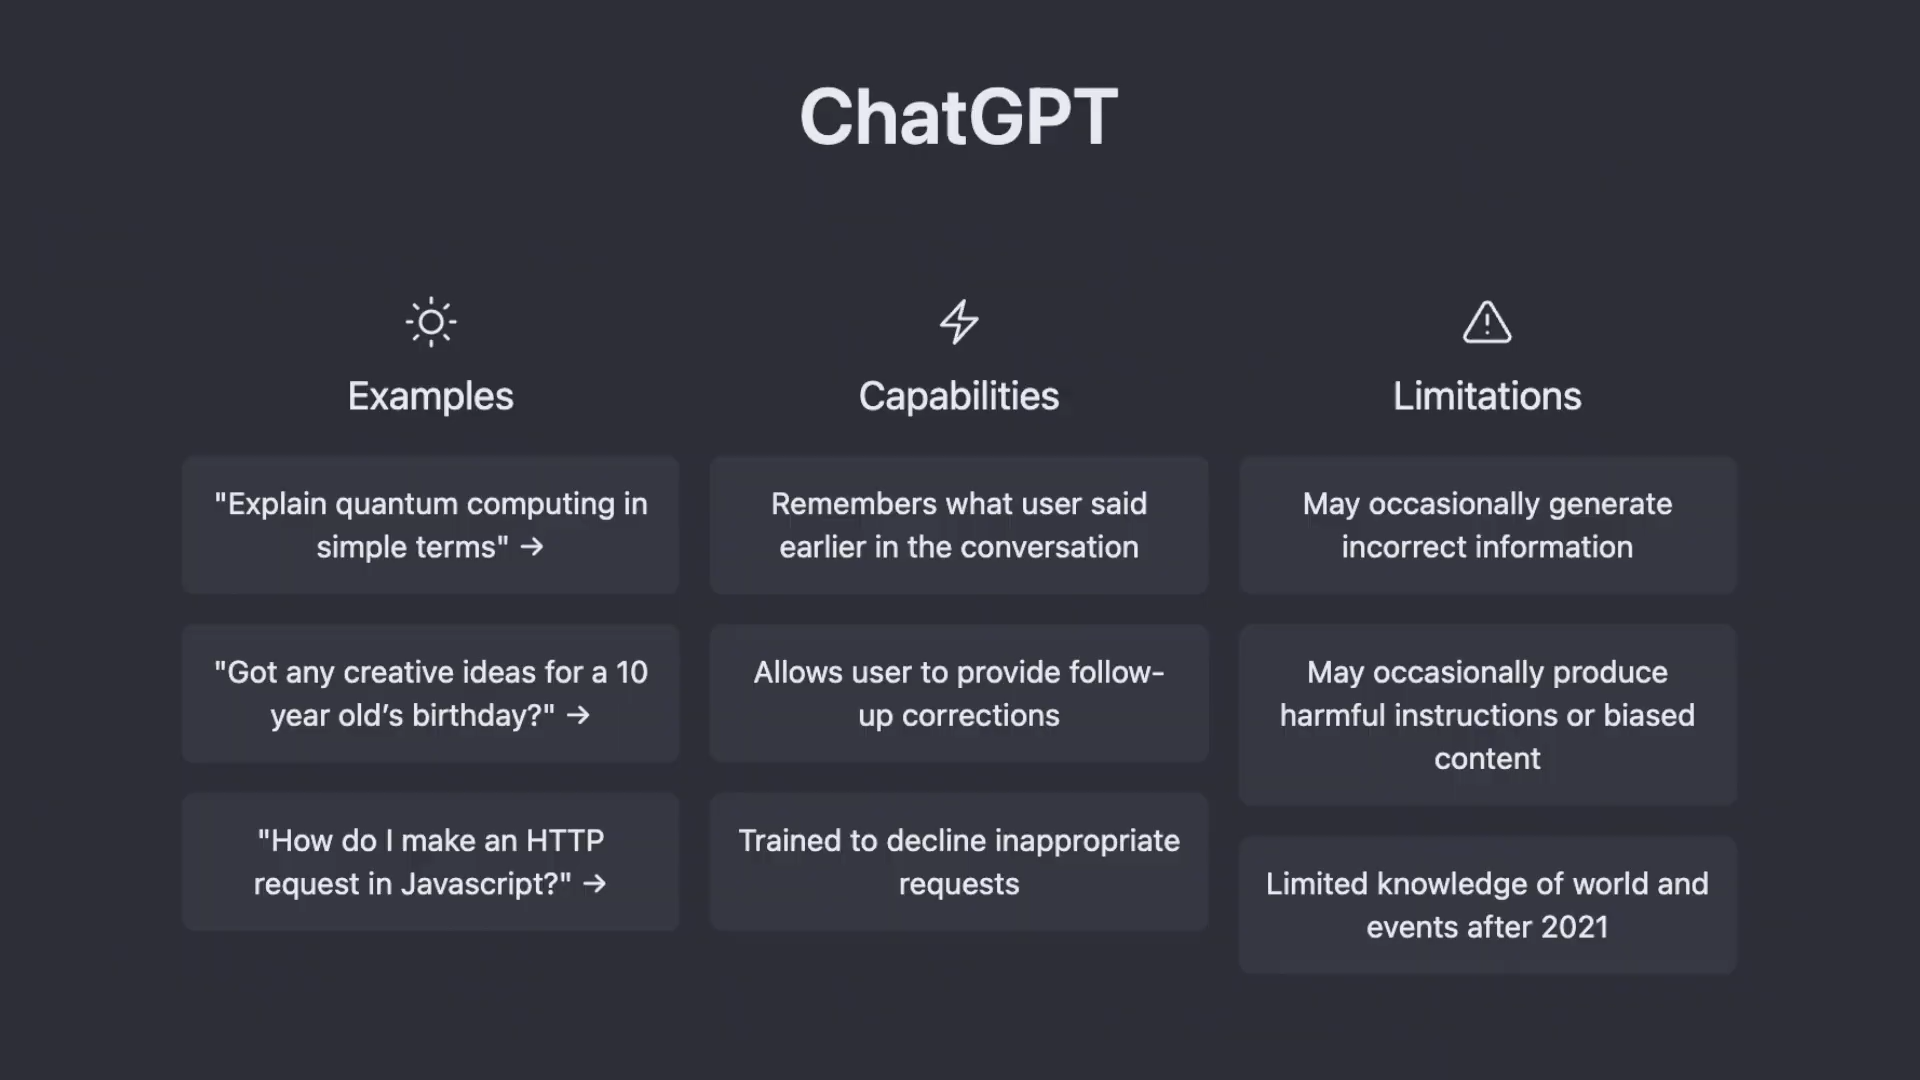 ChatGPT
Examples
"Explain quantum computing in
simple terms" →
"Got any creative ideas for a 10
year old’s birthday?" →
"How do I make an HTTP
request in Javascript?" →
Capabilities
Remembers what user said
earlier in the conversation
Allows user to provide follow-
up corrections
Trained to decline inappropriate
requests
Limitations
May occasionally generate
incorrect information
May occasionally produce
harmful instructions or biased
content
Limited knowledge of world and
events after 2021